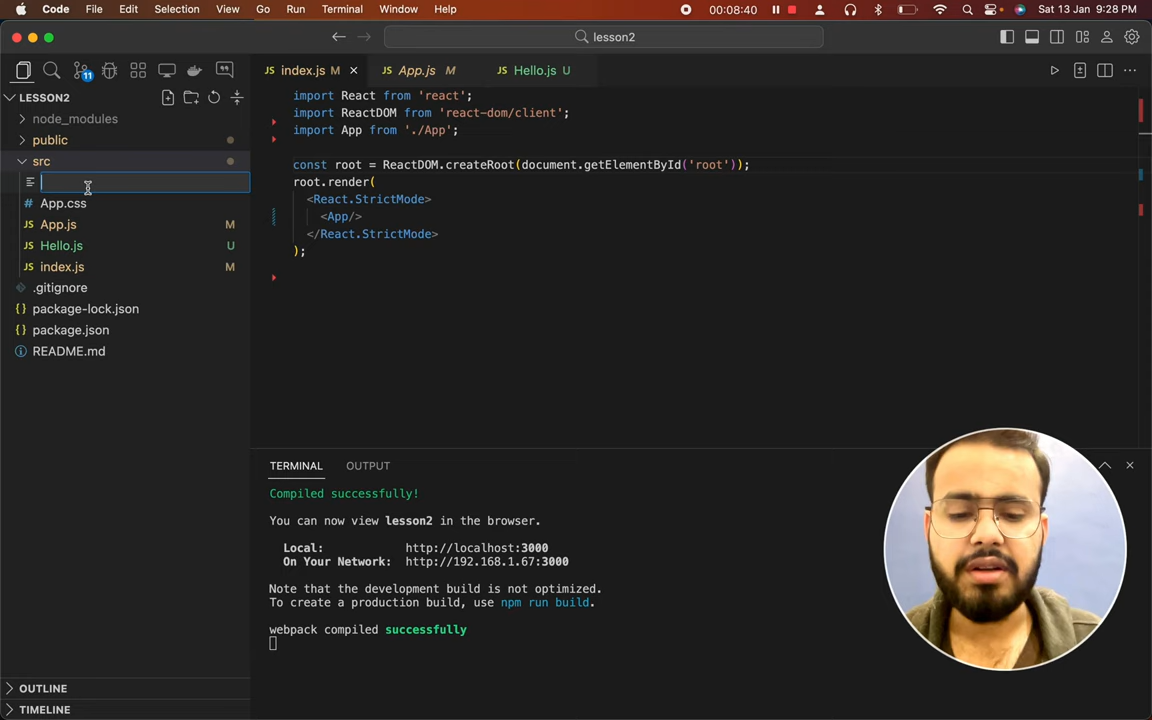 Code File Edit Selection View Go Run Terminal Window Help 00:08:40 Sat 13 Jan 9:28 PM
lesson2
11
index.js M
App.js M
Hello.js U
LESSON2
node_modules
public
src
App.css
App.js M
Hello.js U
index.js M
.gitignore
package-lock.json
package.json
README.md
import React from 'react';
import ReactDOM from 'react-dom/client';
import App from './App';
const root = ReactDOM.createRoot(document.getElementById('root'));
root.render(
<React.StrictMode>
<App/>
</React.StrictMode>
);
TERMINAL OUTPUT
Compiled successfully!
You can now view lesson2 in the browser.
Local: http://localhost:3000
On Your Network: http://192.168.1.67:3000
Note that the development build is not optimized.
To create a production build, use npm run build.
webpack compiled successfully
OUTLINE
TIMELINE